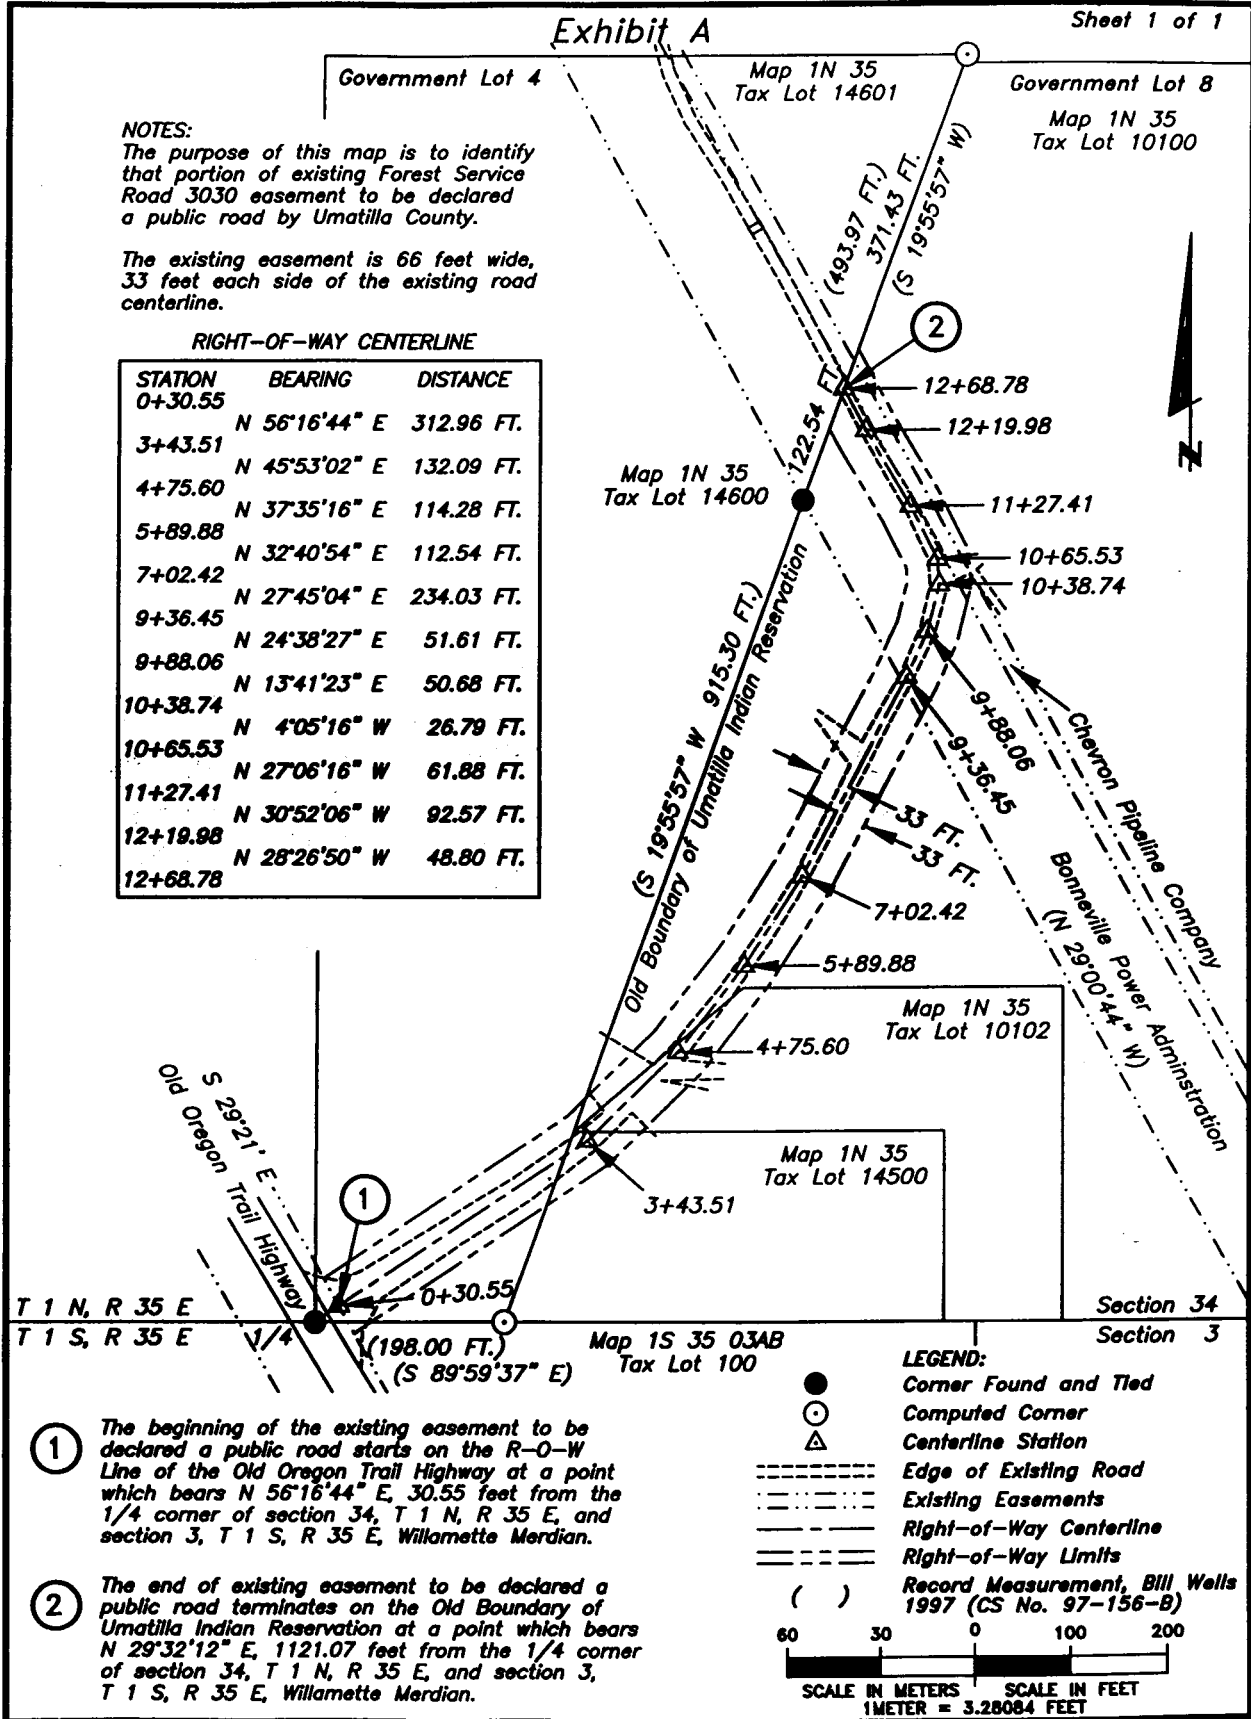 Exhibit A
Sheet 1 of 1
Government Lot 4
Map 1N 35
Tax Lot 14601
Government Lot 8
Map 1N 35
Tax Lot 10100
NOTES:
The purpose of this map is to identify
that portion of existing Forest Service
Road 3030 easement to be declared
a public road by Umatilla County.
The existing easement is 66 feet wide,
33 feet each side of the existing road
centerline.
RIGHT-OF-WAY CENTERLINE
STATION BEARING DISTANCE
0+30.55
N 56°16'44" E 312.96 FT.
3+43.51
N 45°53'02" E 132.09 FT.
4+75.60
N 37°35'16" E 114.28 FT.
5+89.88
N 32°40'54" E 112.54 FT.
7+02.42
N 27°45'04" E 234.03 FT.
9+36.45
N 24°38'27" E 51.61 FT.
9+88.06
N 13°41'23" E 50.68 FT.
10+38.74
N 4°05'16" W 26.79 FT.
10+65.53
N 27°06'16" W 61.88 FT.
11+27.41
N 30°52'06" W 92.57 FT.
12+19.98
N 28°26'50" W 48.80 FT.
12+68.78
(493.97 FT.)
371.43 FT.
(S 19°55'57" W)
2
12+68.78
12+19.98
122.54 FT.
Map 1N 35
Tax Lot 14600
11+27.41
10+65.53
10+38.74
9+88.06
9+36.45
(S 19°55'57" W 915.30 FT.)
Old Boundary of Umatilla Indian Reservation
Chevron Pipeline Company
Bonneville Power Adminstration
(N 29°00'44" W)
33 FT.
33 FT.
7+02.42
5+89.88
Map 1N 35
Tax Lot 10102
4+75.60
Map 1N 35
Tax Lot 14500
3+43.51
S 29°21' E
Old Oregon Trail Highway
1
0+30.55
T 1 N, R 35 E
Section 34
T 1 S, R 35 E
1/4
Section 3
(198.00 FT.)
(S 89°59'37" E)
Map 1S 35 03AB
Tax Lot 100
1
The beginning of the existing easement to be
declared a public road starts on the R-O-W
Line of the Old Oregon Trail Highway at a point
which bears N 56°16'44" E, 30.55 feet from the
1/4 corner of section 34, T 1 N, R 35 E, and
section 3, T 1 S, R 35 E, Willamette Merdian.
2
The end of existing easement to be declared a
public road terminates on the Old Boundary of
Umatilla Indian Reservation at a point which bears
N 29°32'12" E, 1121.07 feet from the 1/4 corner
of section 34, T 1 N, R 35 E, and section 3,
T 1 S, R 35 E, Willamette Merdian.
LEGEND:
Corner Found and Tied
Computed Corner
Centerline Station
Edge of Existing Road
Existing Easements
Right-of-Way Centerline
Right-of-Way Limits
( ) Record Measurement, Bill Wells
1997 (CS No. 97-156-B)
60 30 0 100 200
SCALE IN METERS SCALE IN FEET
1METER = 3.28084 FEET
N